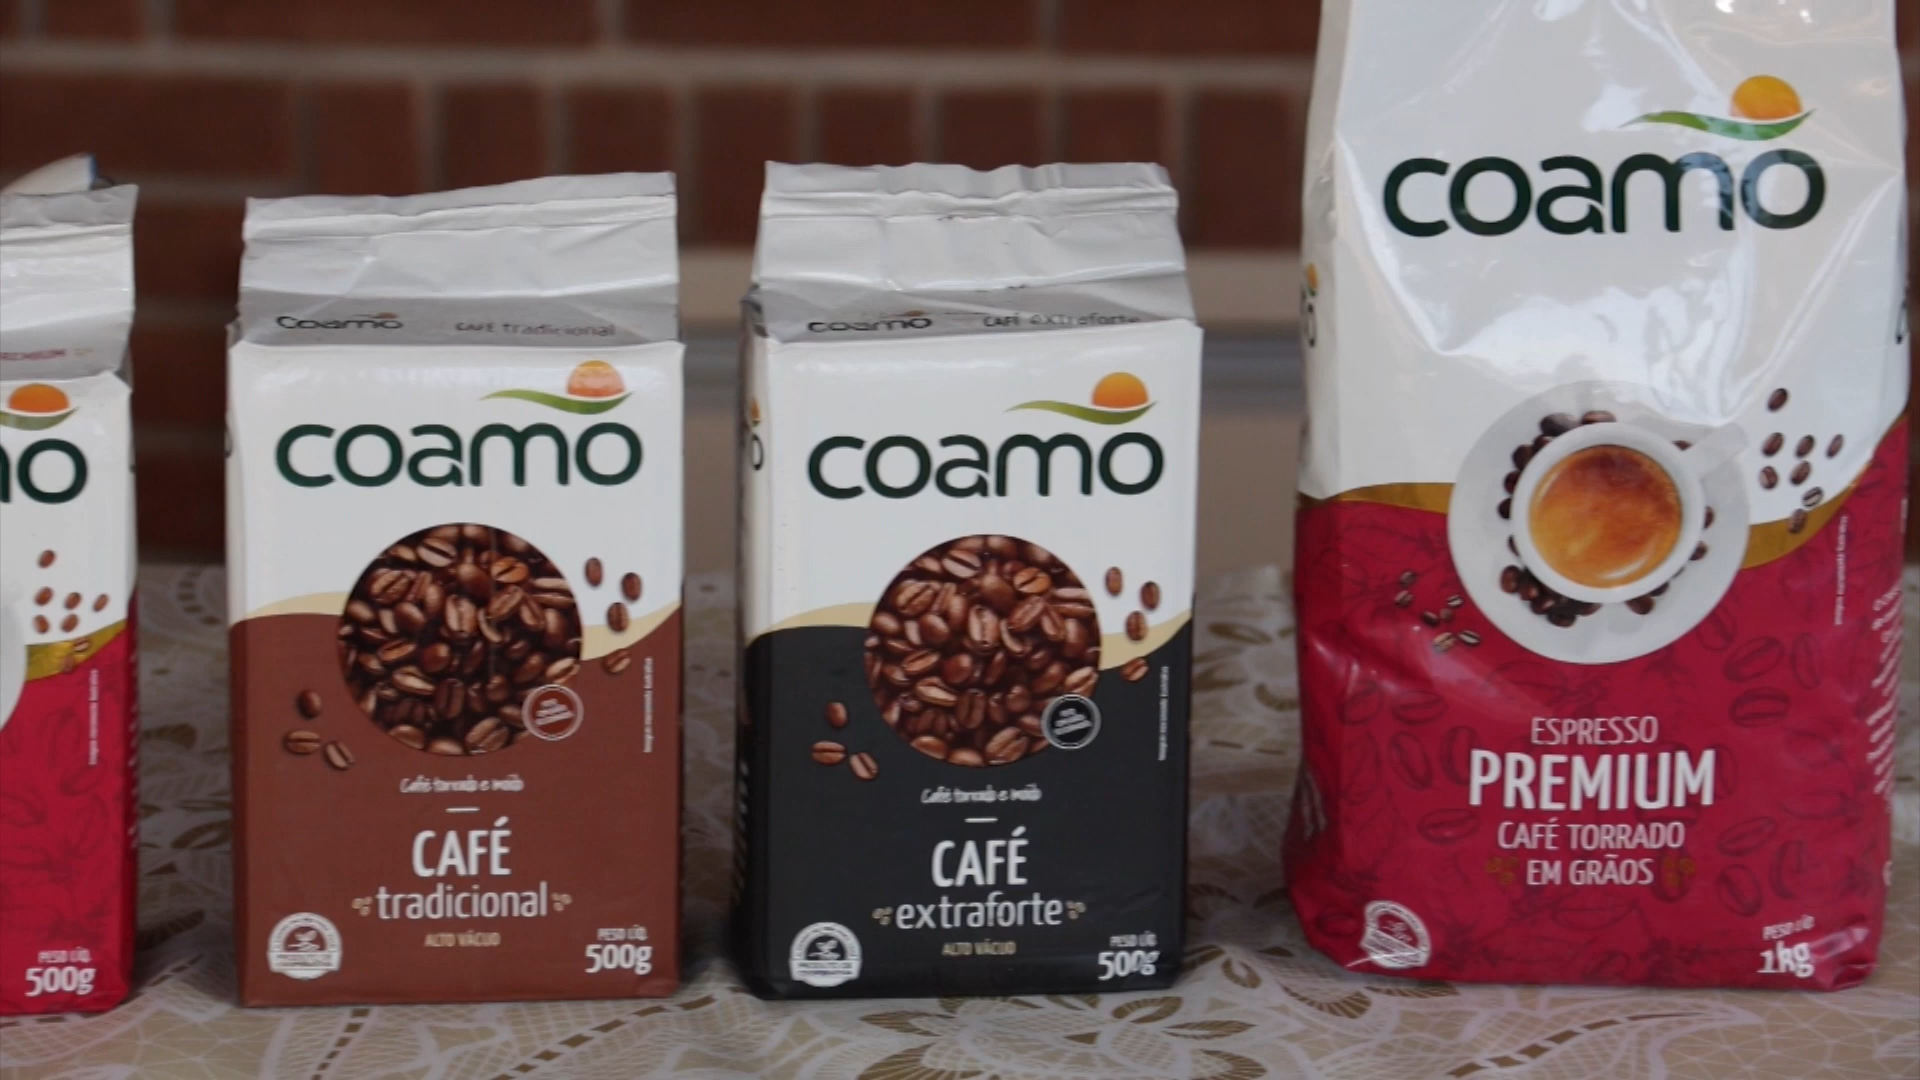 PREMIUM
no
PESO LÍQ.
500g
coamo CAFÉ tradicional
coamo
Café torrado e moído
CAFÉ
tradicional
ALTO VÁCUO
PESO LÍQ.
500g
coamo CAFÉ extraforte
coamo
Café torrado e moído
CAFÉ
extraforte
ALTO VÁCUO
PESO LÍQ.
500g
coamo
ESPRESSO
PREMIUM
CAFÉ TORRADO
EM GRÃOS
PESO LÍQ.
1kg